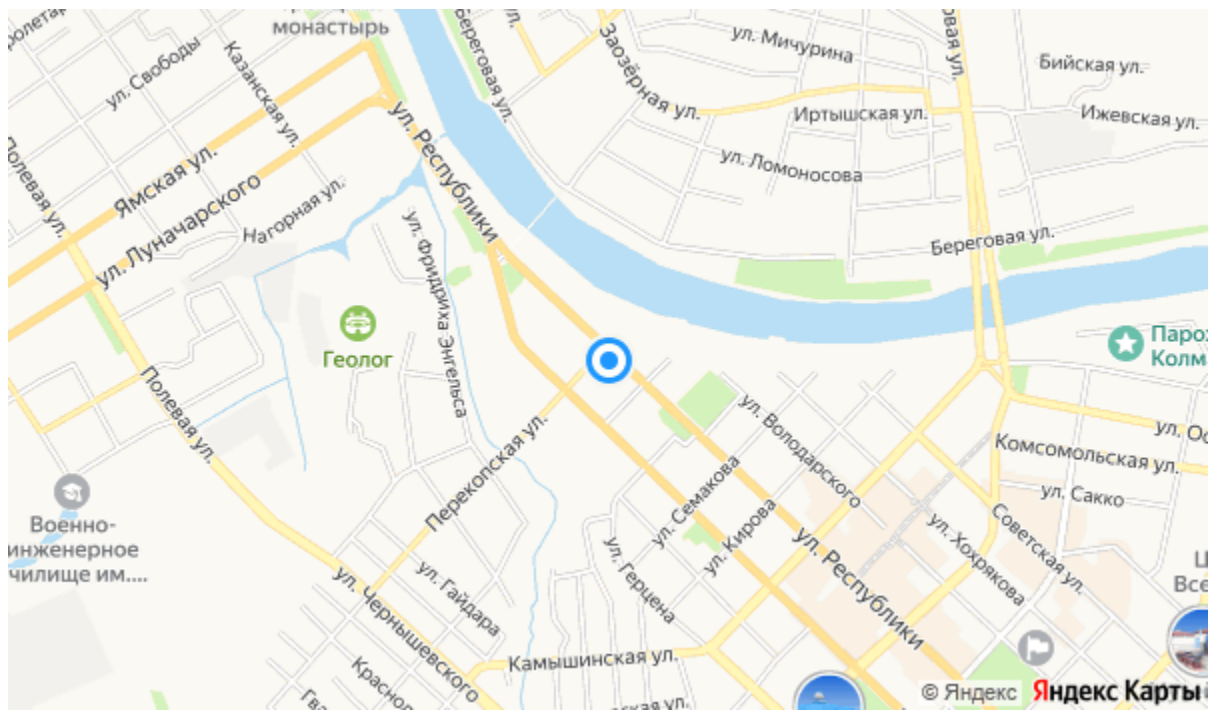 монастырь
ул. Свободы
Казанская ул.
Береговая ул.
Заозёрная ул.
ул. Мичурина
Бийская ул.
Иртышская ул.
Ижевская ул.
ул. Ломоносова
Полевая ул.
Ямская ул.
ул. Луначарского
Нагорная ул.
ул. Республики
ул. Фридриха Энгельса
Береговая ул.
Геолог
Полевая ул.
Перекопская ул.
ул. Володарского
Комсомольская ул.
ул. Сакко
ул. Семакова
ул. Кирова
ул. Хохрякова
Советская ул.
ул. Республики
Военно-
инженерное
чилище им....
ул. Чернышевского
ул. Гайдара
ул. Герцена
Камышинская ул.
© Яндекс Яндекс Карты